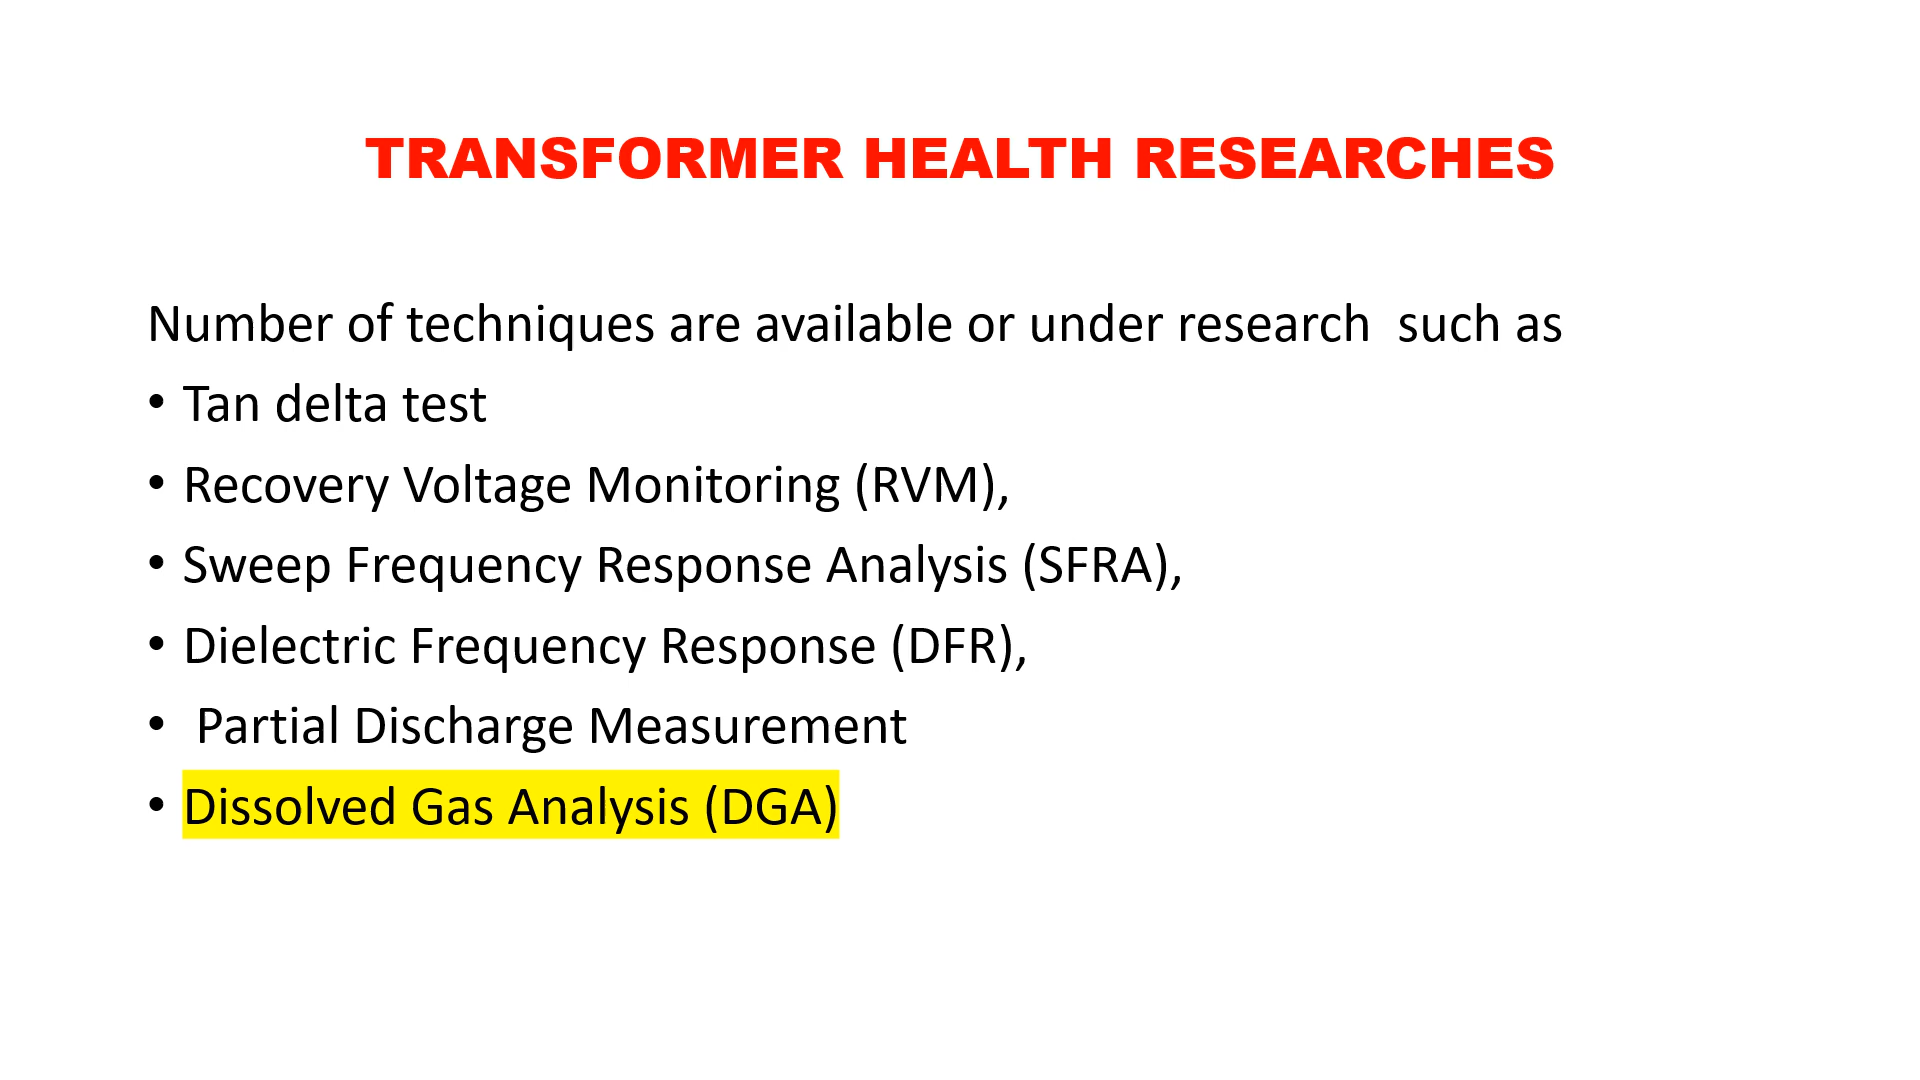 TRANSFORMER HEALTH RESEARCHES
Number of techniques are available or under research  such as
• Tan delta test
• Recovery Voltage Monitoring (RVM),
• Sweep Frequency Response Analysis (SFRA),
• Dielectric Frequency Response (DFR),
•  Partial Discharge Measurement
• Dissolved Gas Analysis (DGA)